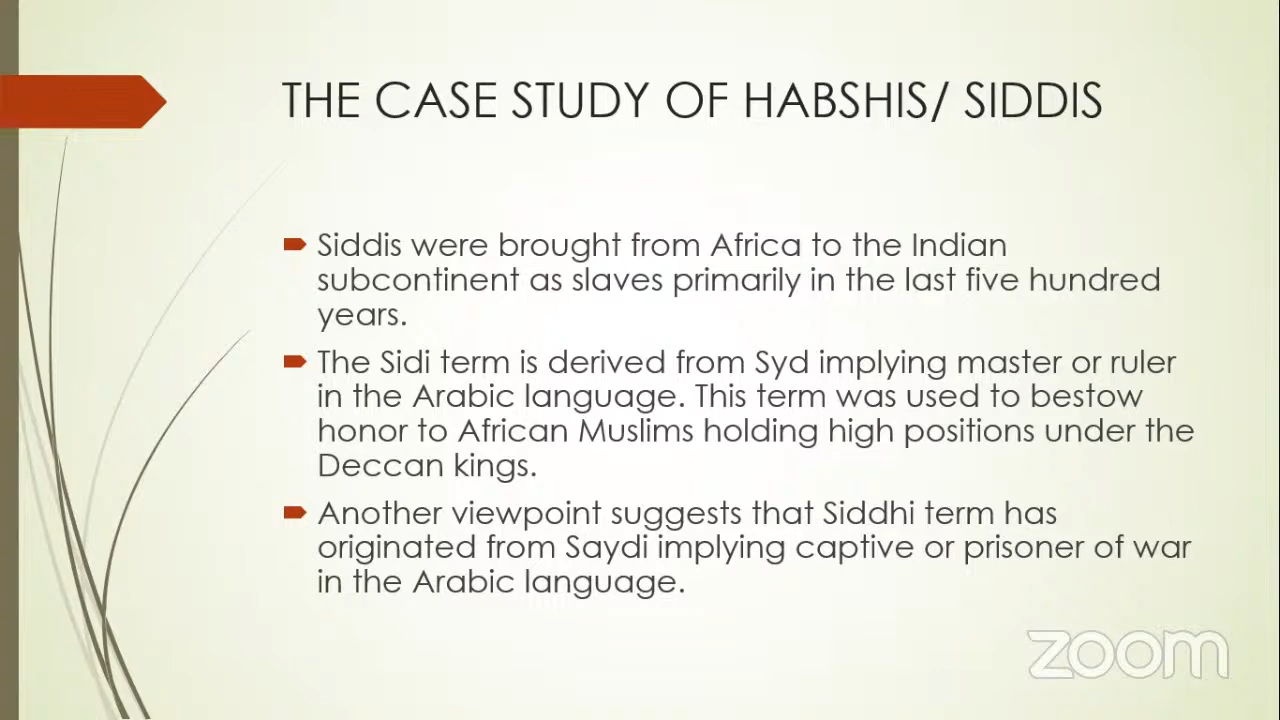 THE CASE STUDY OF HABSHIS/ SIDDIS
Siddis were brought from Africa to the Indian
subcontinent as slaves primarily in the last five hundred
years.
The Sidi term is derived from Syd implying master or ruler
in the Arabic language. This term was used to bestow
honor to African Muslims holding high positions under the
Deccan kings.
Another viewpoint suggests that Siddhi term has
originated from Saydi implying captive or prisoner of war
in the Arabic language.
zoom